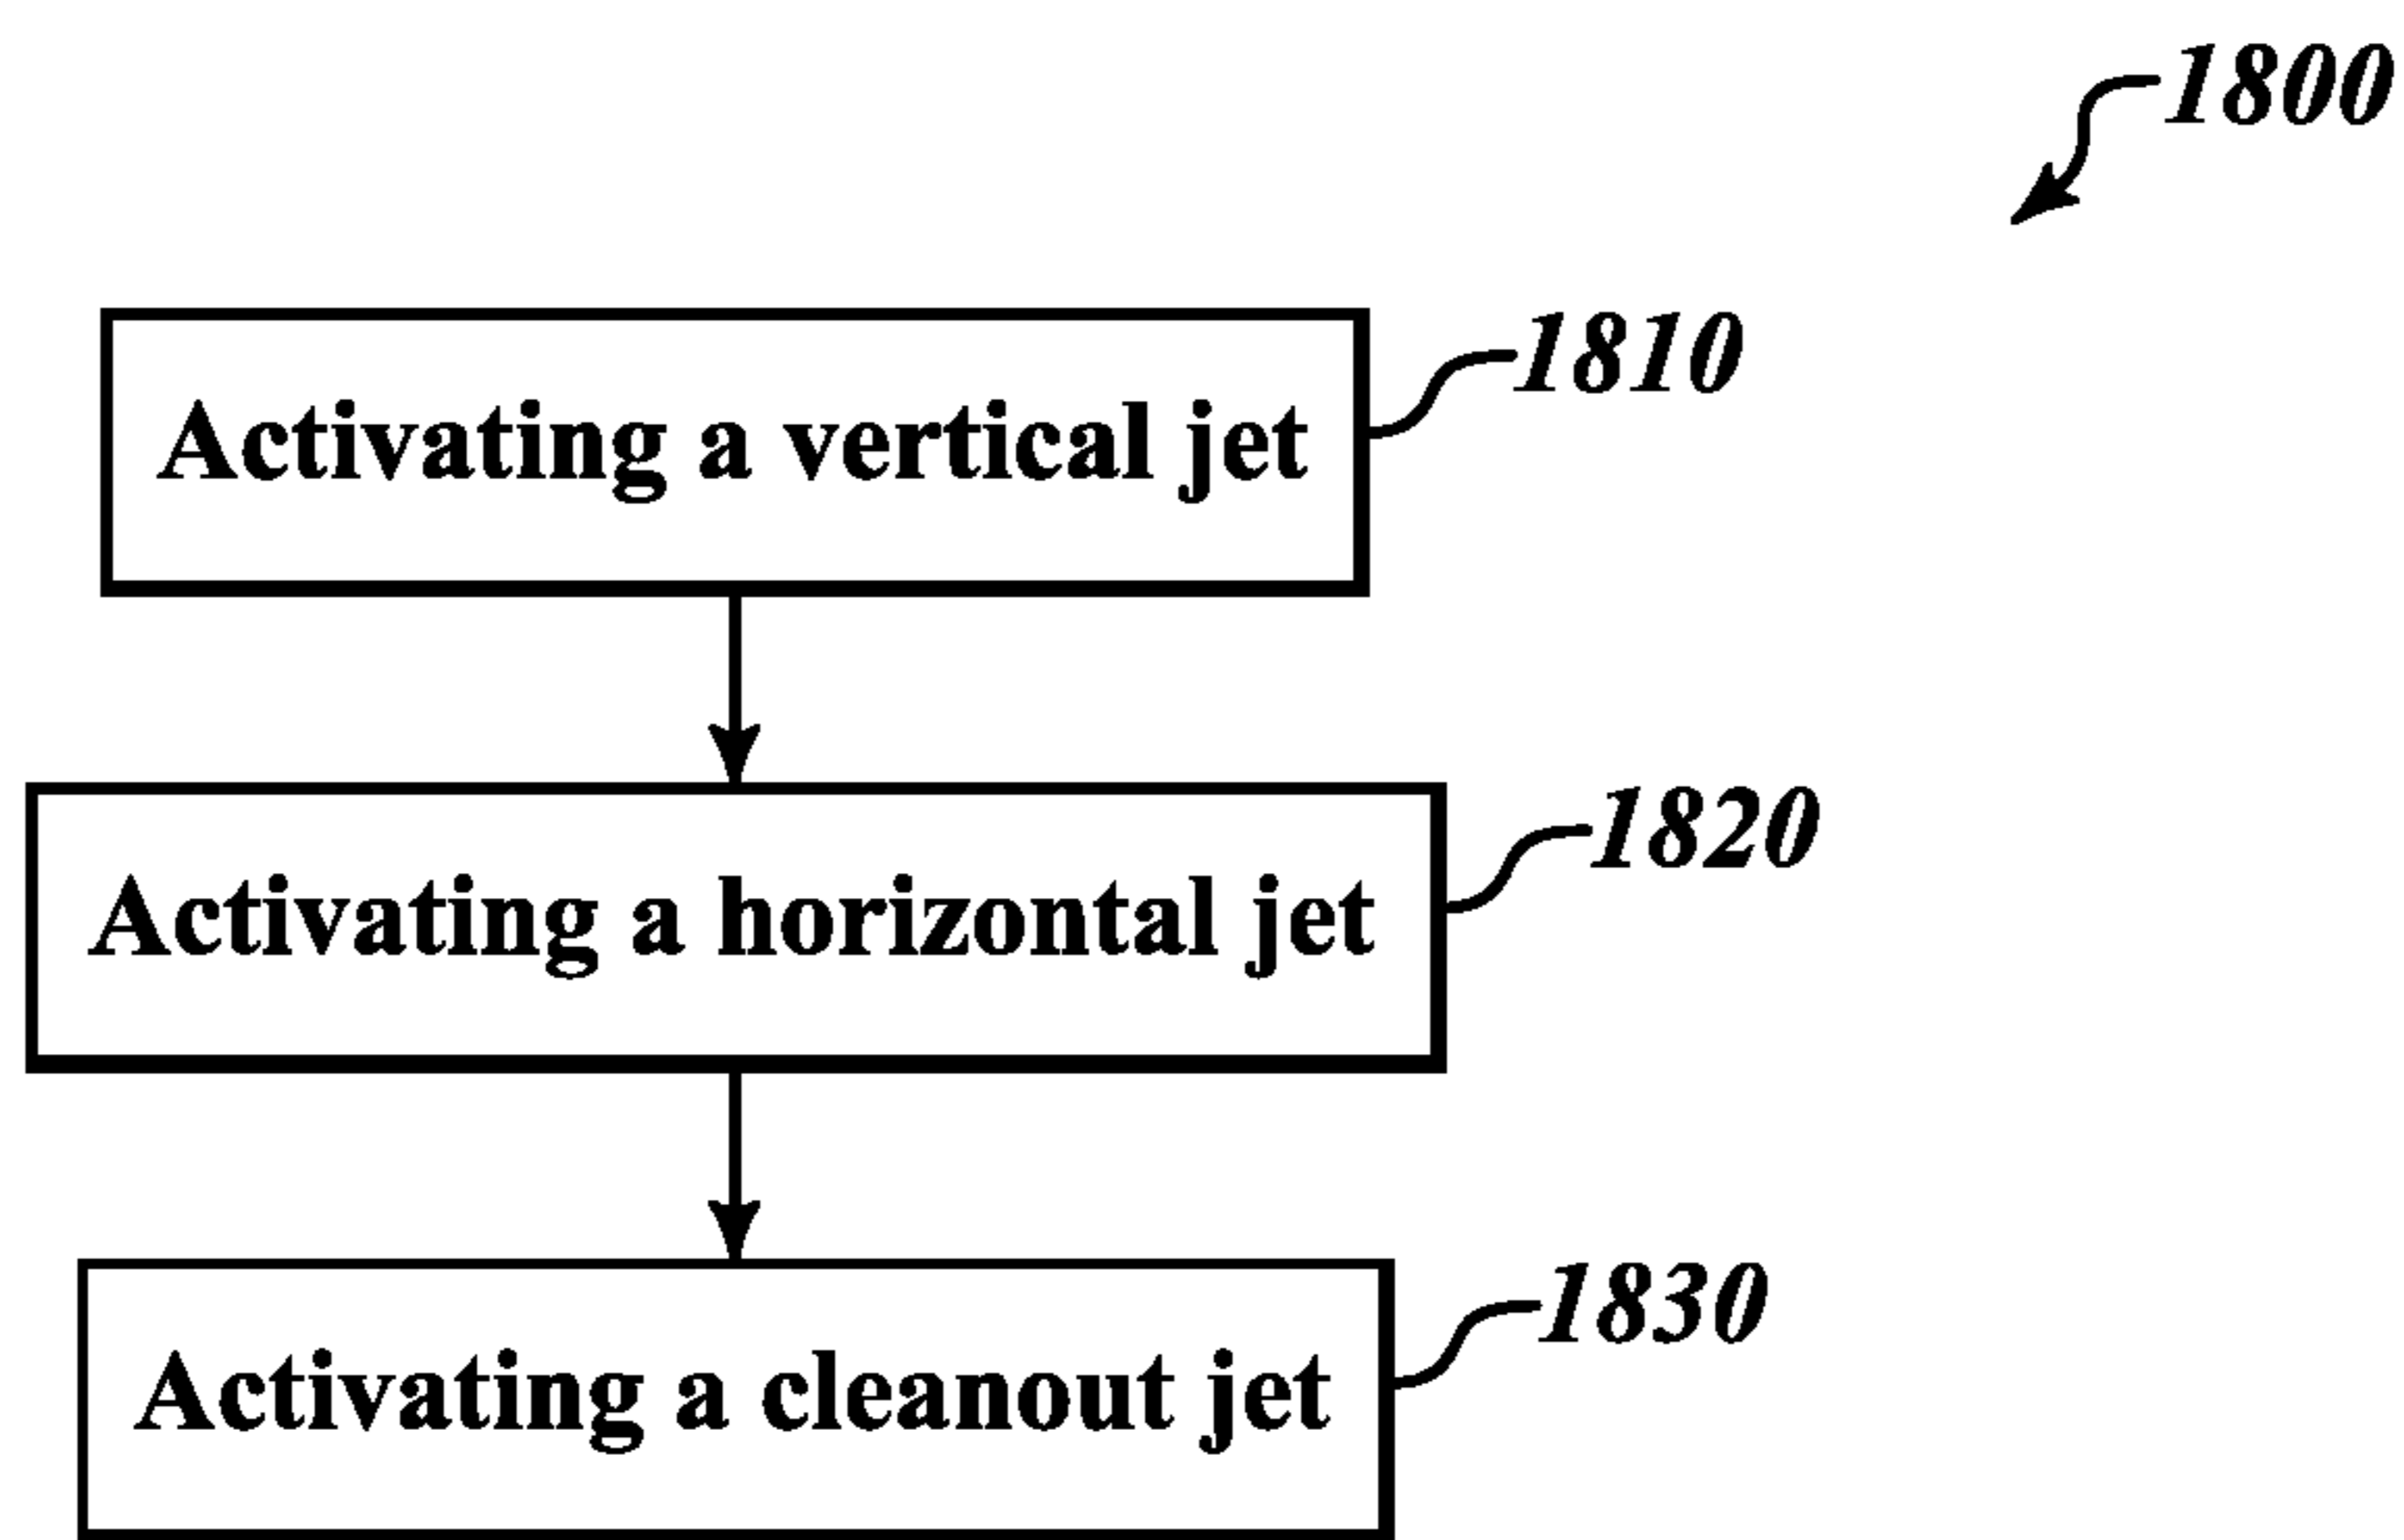 1800
Activating a vertical jet
1810
Activating a horizontal jet
1820
Activating a cleanout jet
1830